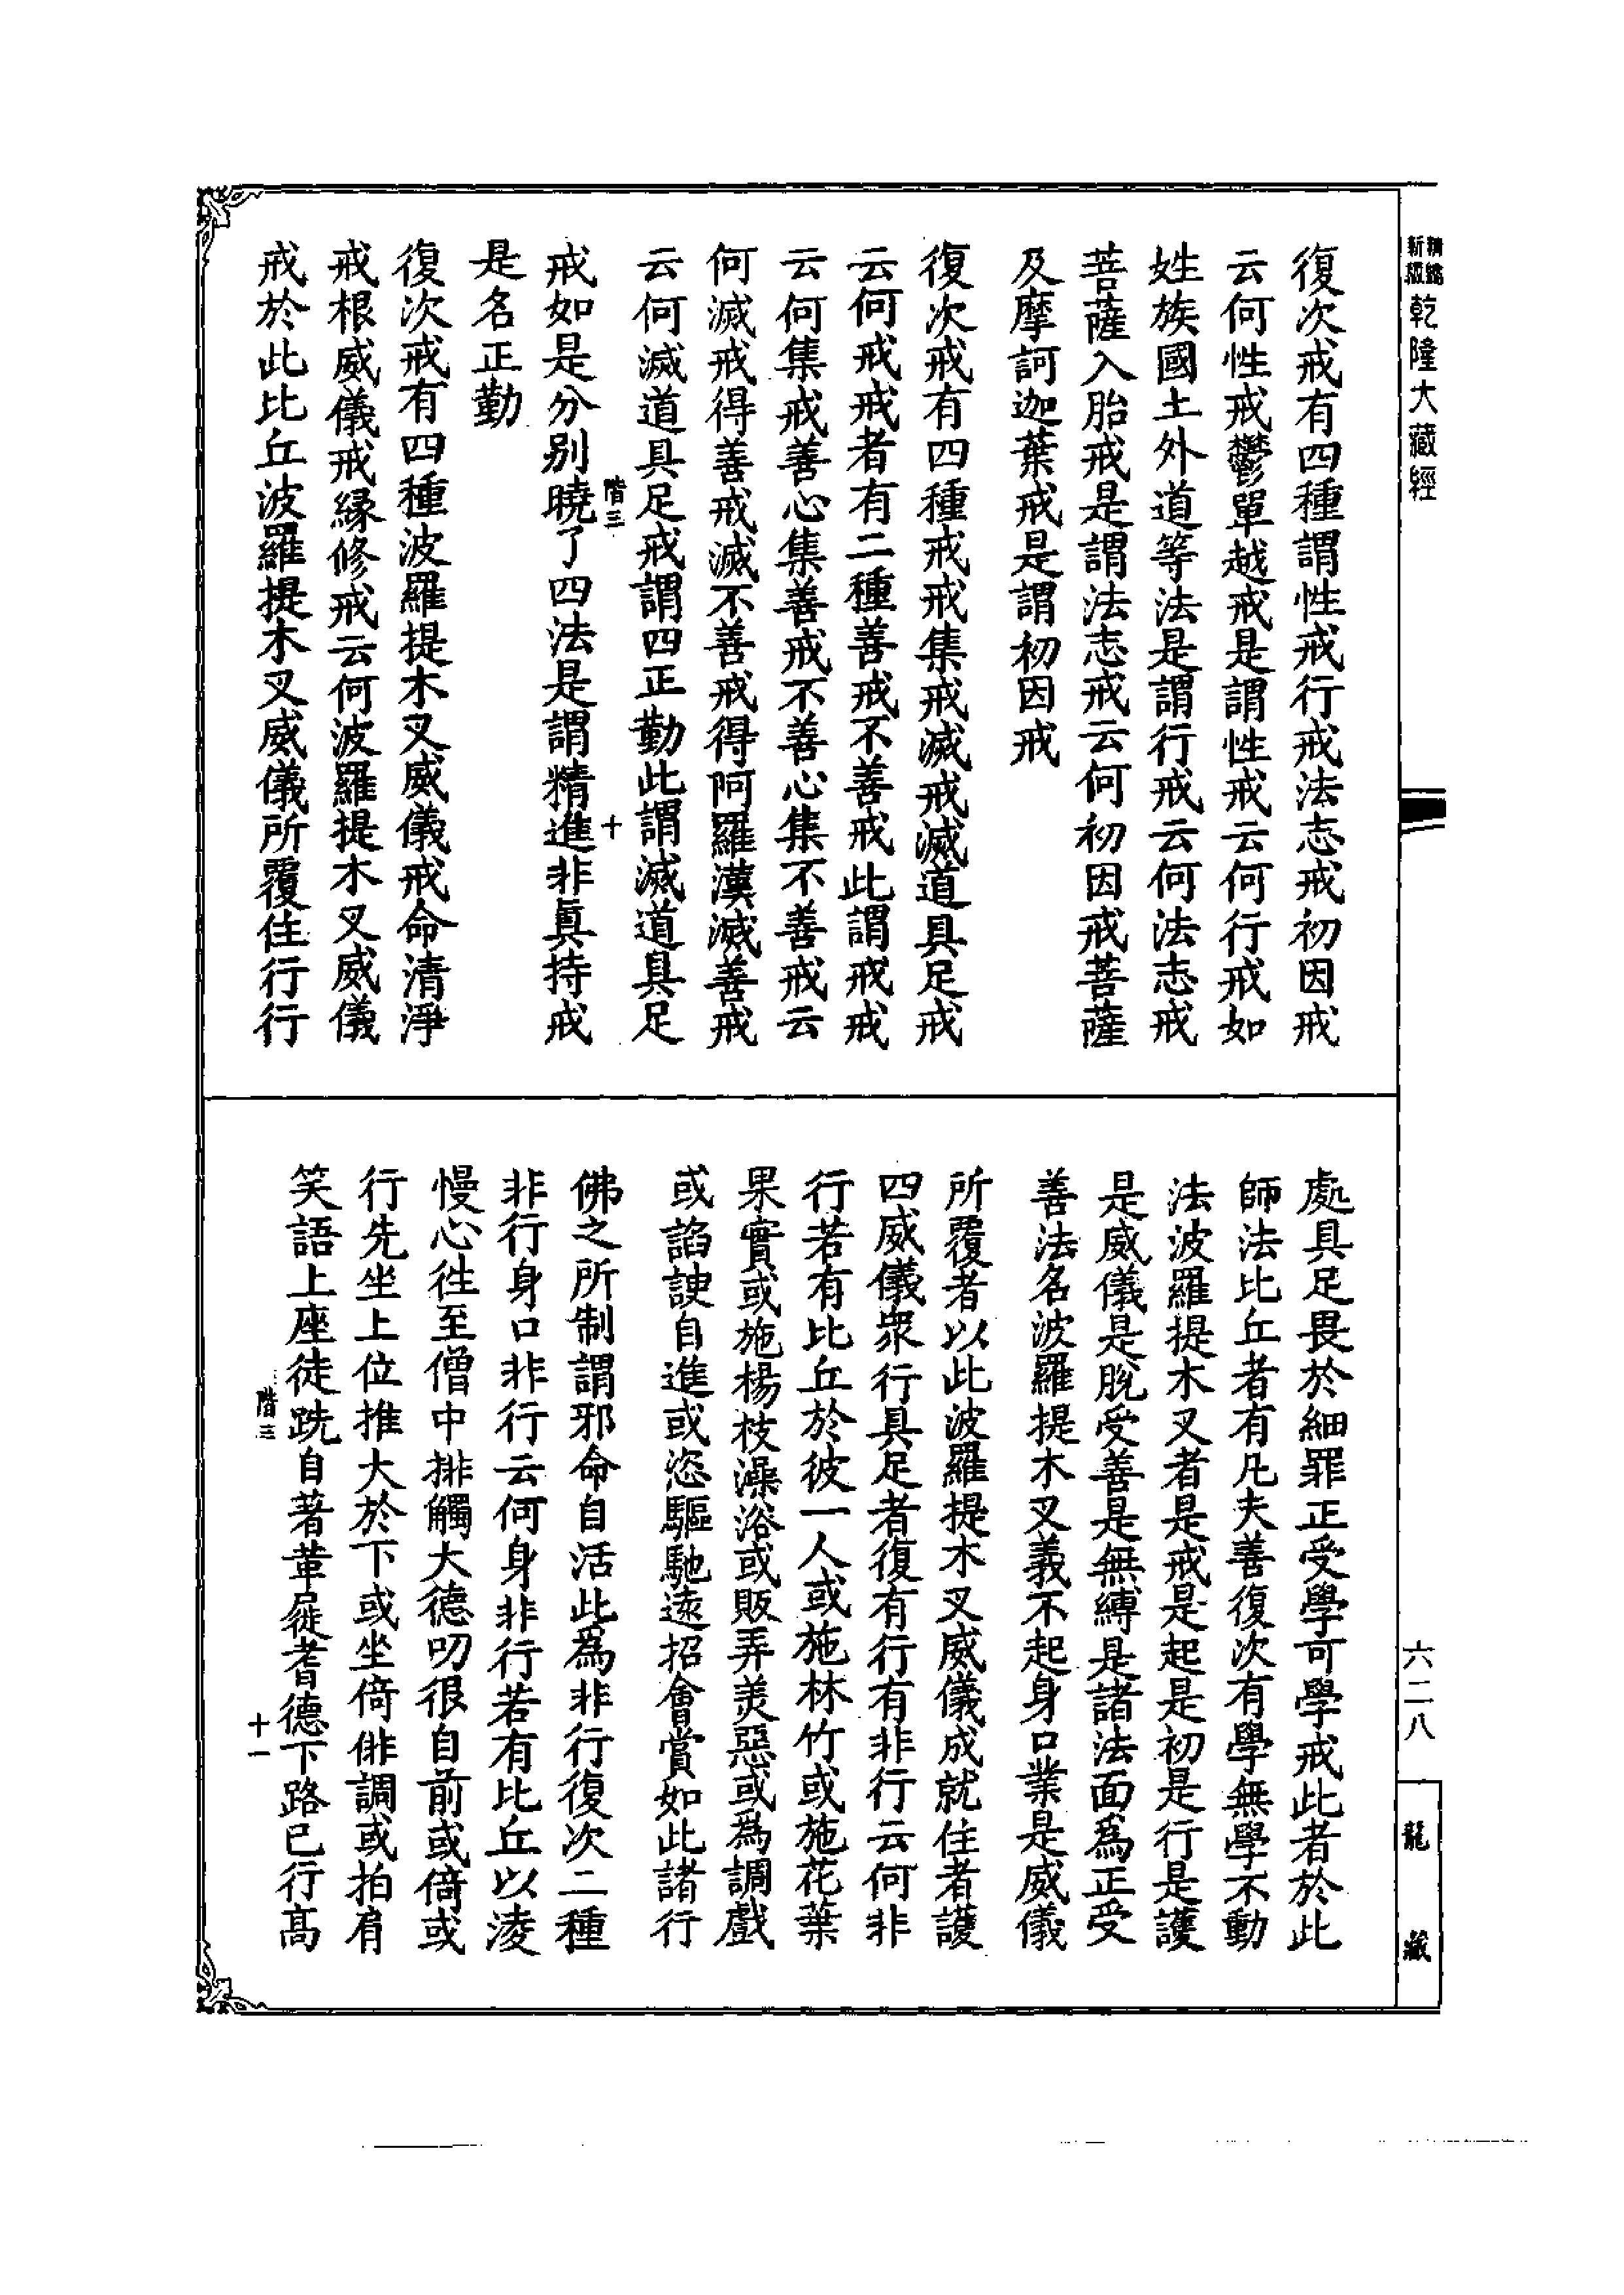 精縮
新編
乾隆大藏經
復次戒有四種謂性戒行戒法志戒初因戒
云何性戒鬱單越戒是謂性戒云何行戒如
姓族國土外道等法是謂行戒云何法志戒
菩薩入胎戒是謂法志戒云何初因戒菩薩
及摩訶迦葉戒是謂初因戒
復次戒有四種戒戒集戒滅戒滅道具足戒
云何戒戒者有二種善戒不善戒此謂戒戒
云何集戒善心集善戒不善心集不善戒云
何滅戒得善戒滅不善戒得阿羅漢滅善戒
云何滅道具足戒謂四正勤此謂滅道具足
階三
十
戒如是分別曉了四法是謂精進非真持戒
是名正勤
復次戒有四種波羅提木叉威儀戒命清淨
戒根威儀戒緣修戒云何波羅提木叉威儀
戒於此比丘波羅提木叉威儀所覆住行行
處具足畏於細罪正受學可學戒此者於此
師法比丘者有凡夫善復次有學無學不動
法波羅提木叉者是戒是起是初是行是護
是威儀是脫受善是無縛是諸法面為正受
善法名波羅提木叉義不起身口業是威儀
所覆者以此波羅提木叉威儀成就住者護
四威儀眾行具足者復有行有非行云何非
行若有比丘於彼一人或施林竹或施花葉
果實或施楊枝澡浴或販弄美惡或為調戲
或諂諛自進或恣驅馳遠招會賞如此諸行
佛之所制謂邪命自活此為非行復次二種
非行身口非行云何身非行若有比丘以淩
慢心往至僧中排觸大德叨很自前或倚或
行先坐上位推大於下或坐倚俳調或拍肩
笑語上座徒跣自著革屣耆德下路已行高
階三
十一
六二八
龍藏